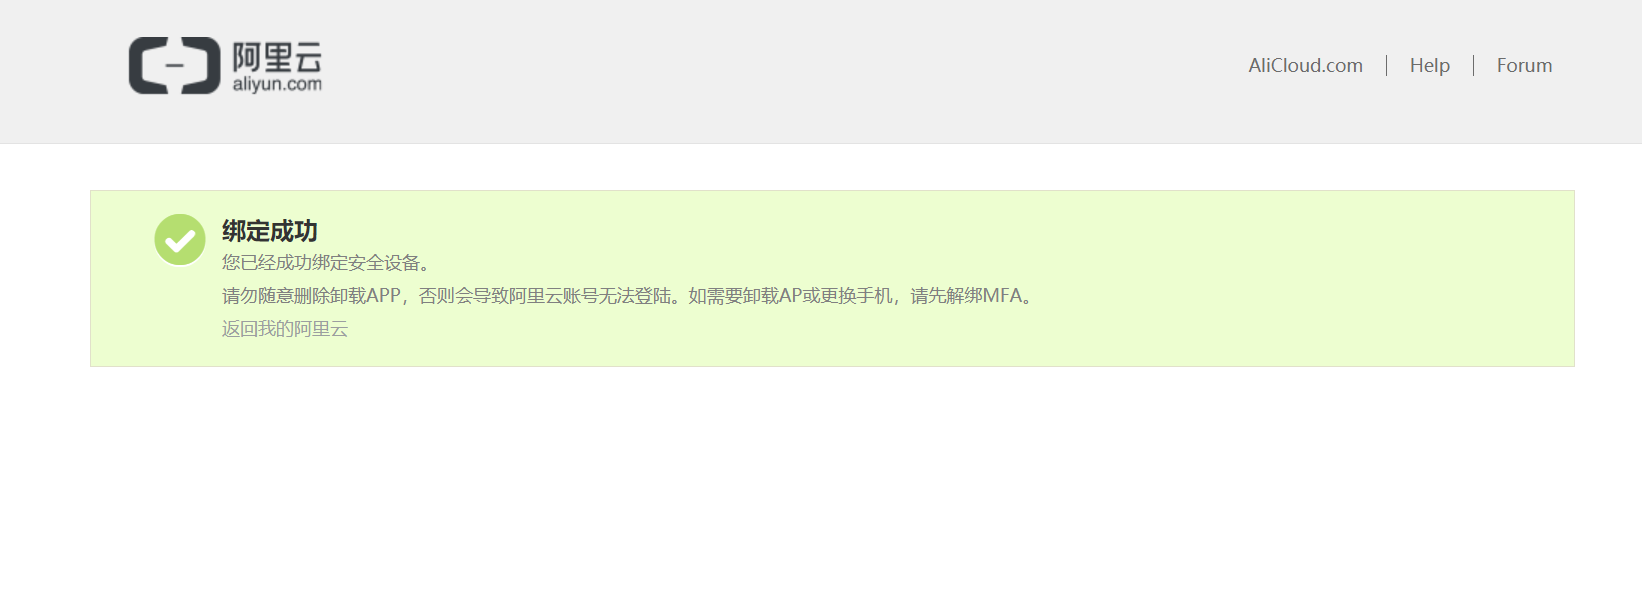 阿里云
aliyun.com
AliCloud.com
Help
Forum
绑定成功
您已经成功绑定安全设备。
请勿随意删除卸载APP，否则会导致阿里云账号无法登陆。如需要卸载AP或更换手机，请先解绑MFA。
返回我的阿里云